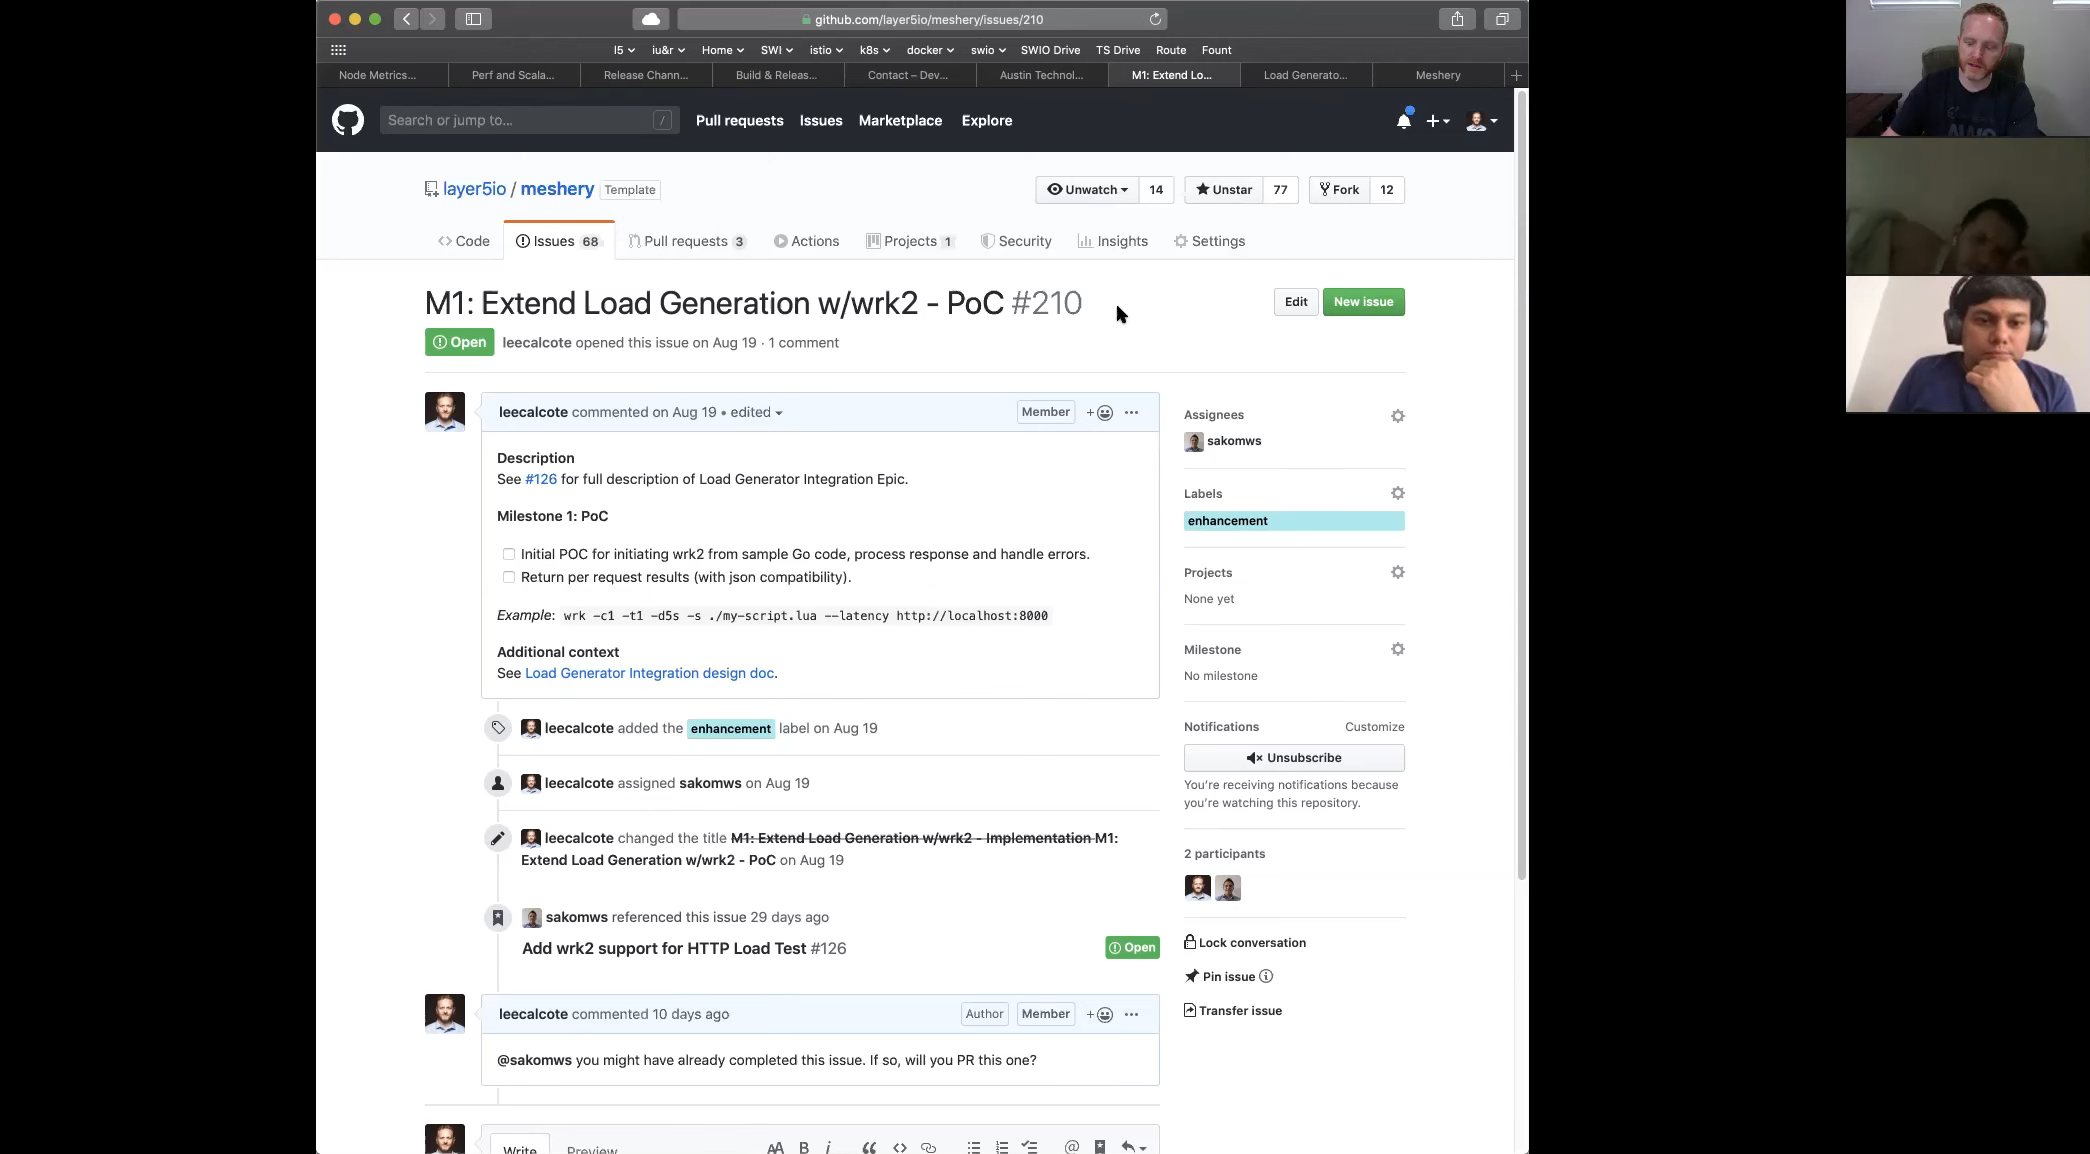 github.com/layer5io/meshery/issues/210
l5 iu&r Home SWI istio k8s docker swio SWIO Drive TS Drive Route Fount
Node Metrics... Perf and Scala... Release Chann... Build & Releas... Contact – Dev... Austin Technol... M1: Extend Lo... Load Generato... Meshery
Search or jump to... / Pull requests Issues Marketplace Explore
layer5io / meshery Template
Unwatch 14 Unstar 77 Fork 12
Code Issues 68 Pull requests 3 Actions Projects 1 Security Insights Settings
M1: Extend Load Generation w/wrk2 - PoC #210
Edit New issue
Open leecalcote opened this issue on Aug 19 · 1 comment
leecalcote commented on Aug 19 • edited Member
Description
See #126 for full description of Load Generator Integration Epic.
Milestone 1: PoC
Initial POC for initiating wrk2 from sample Go code, process response and handle errors.
Return per request results (with json compatibility).
Example: wrk -c1 -t1 -d5s -s ./my-script.lua --latency http://localhost:8000
Additional context
See Load Generator Integration design doc.
leecalcote added the enhancement label on Aug 19
leecalcote assigned sakomws on Aug 19
leecalcote changed the title M1: Extend Load Generation w/wrk2 - Implementation M1:
Extend Load Generation w/wrk2 - PoC on Aug 19
sakomws referenced this issue 29 days ago
Add wrk2 support for HTTP Load Test #126
Open
leecalcote commented 10 days ago Author Member
@sakomws you might have already completed this issue. If so, will you PR this one?
Write Preview
AA B i
Assignees
sakomws
Labels
enhancement
Projects
None yet
Milestone
No milestone
Notifications Customize
Unsubscribe
You're receiving notifications because
you're watching this repository.
2 participants
Lock conversation
Pin issue
Transfer issue